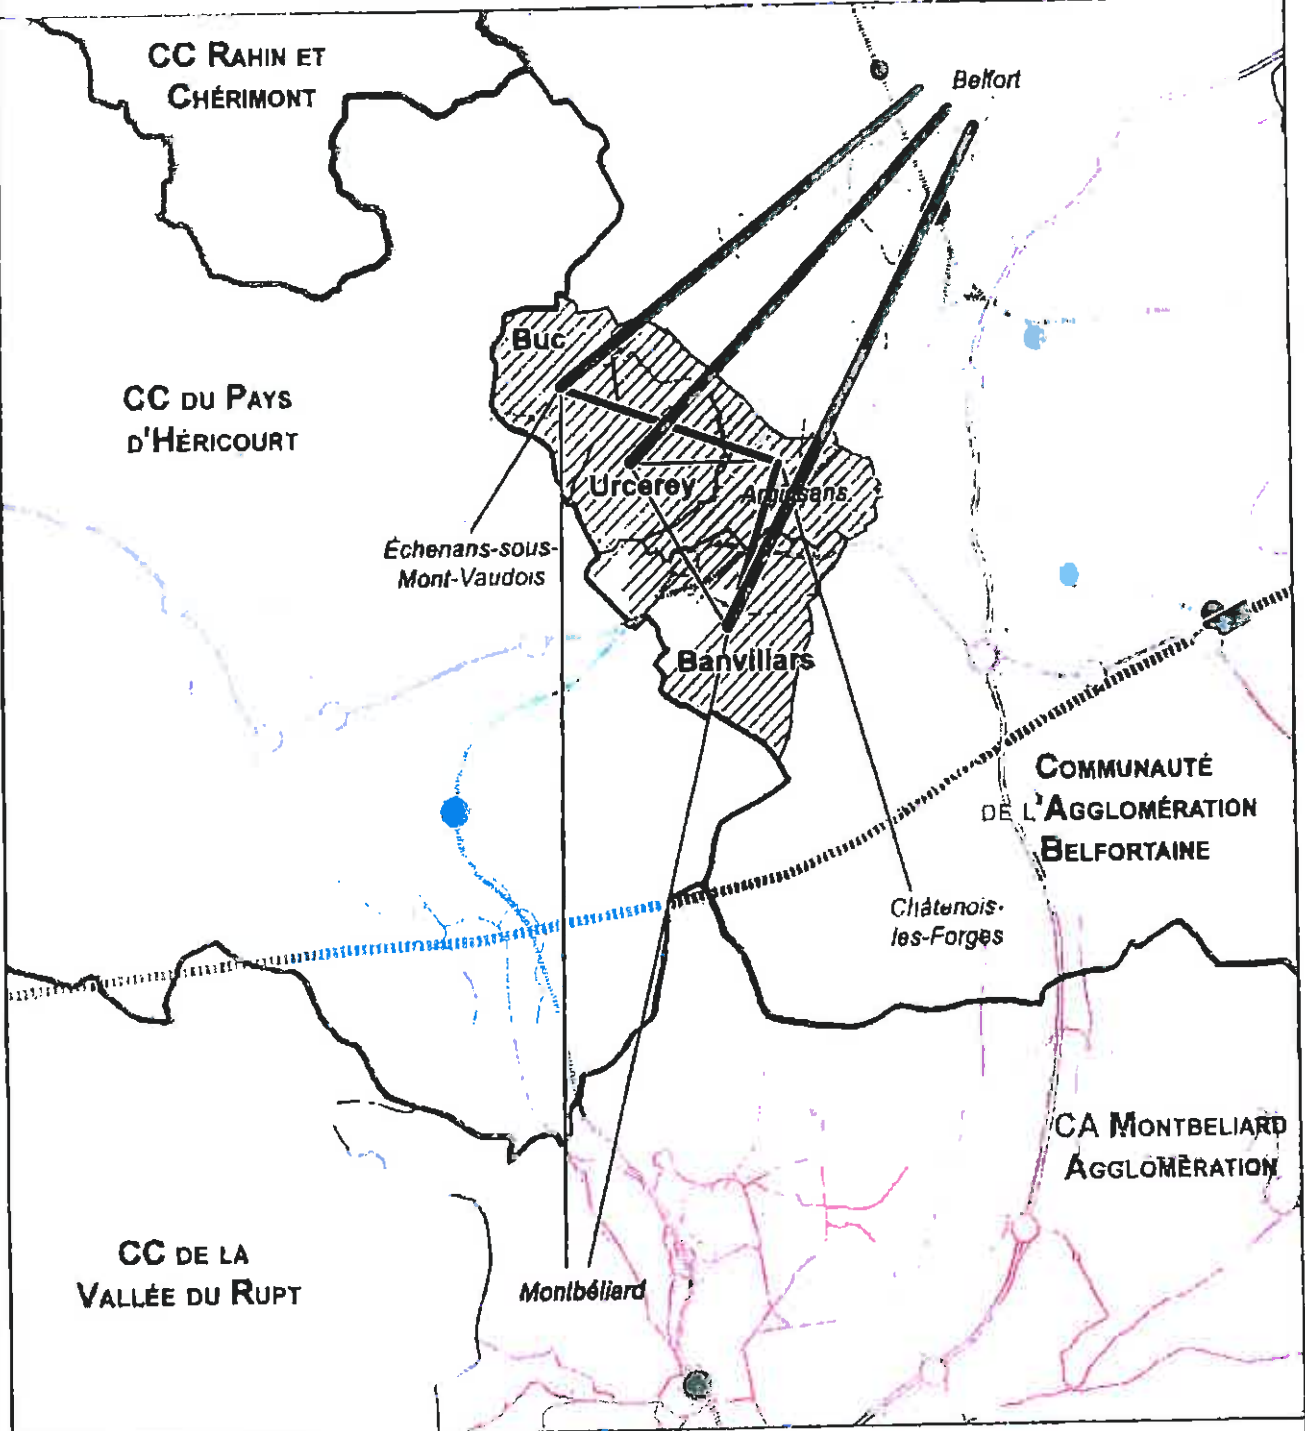 CC RAHIN ET
CHÉRIMONT
Belfort
Buc
CC DU PAYS
D'HÉRICOURT
Urcerey
Argiésans
Échenans-sous-
Mont-Vaudois
Banvillars
COMMUNAUTÉ
DE L'AGGLOMÉRATION
BELFORTAINE
Châtenois-
les-Forges
CA MONTBELIARD
AGGLOMÉRATION
CC DE LA
VALLÉE DU RUPT
Montbéliard